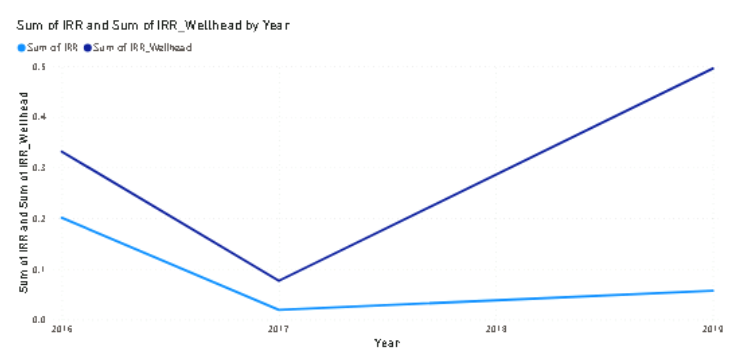 Sum of IRR and Sum of IRR_Wellhead by Year
Sum of IRR Sum of IRR_Wellhead
Sum of IRR and Sum of IRR_Wellhead
0.5
0.4
0.3
0.2
0.1
0.0
2016 2017 2018 2019
Year